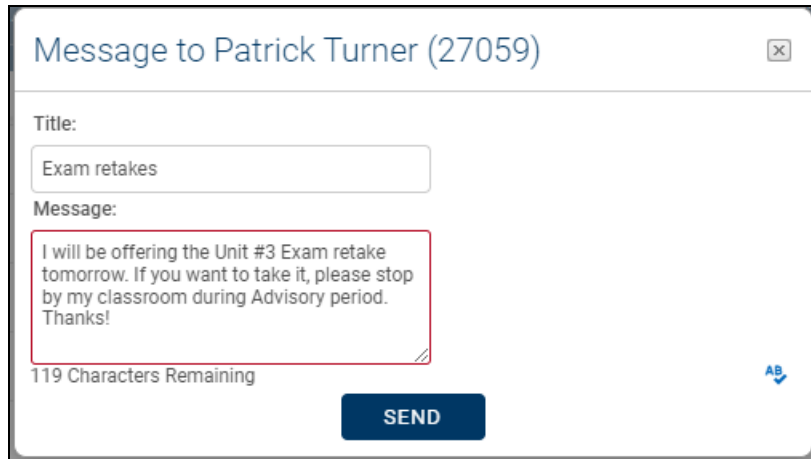 Message to Patrick Turner (27059)
Title:
Exam retakes
Message:
I will be offering the Unit #3 Exam retake
tomorrow. If you want to take it, please stop
by my classroom during Advisory period.
Thanks!
119 Characters Remaining
AB
SEND